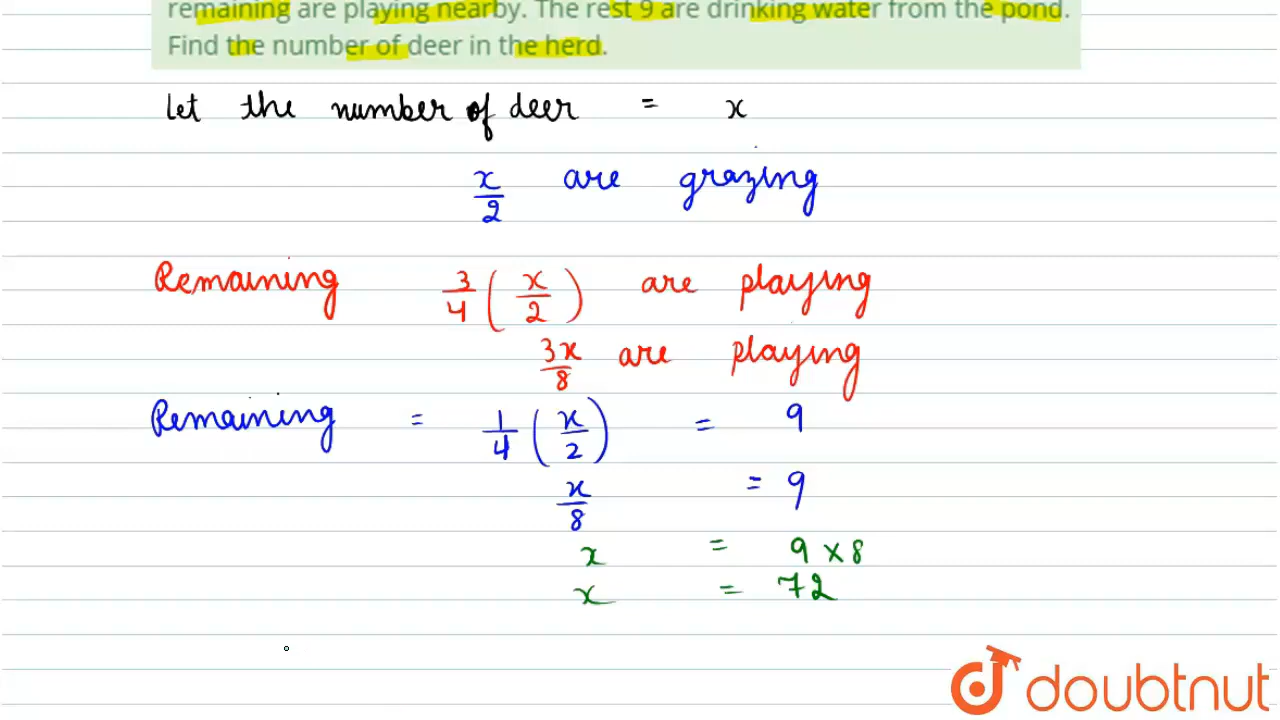 remaining are playing nearby. The rest 9 are drinking water from the pond.
Find the number of deer in the herd.
Let the number of deer = x
x/2 are grazing
Remaining 3/4 (x/2) are playing
3x/8 are playing
Remaining = 1/4 (x/2) = 9
x/8 = 9
x = 9 × 8
x = 72
doubtnut